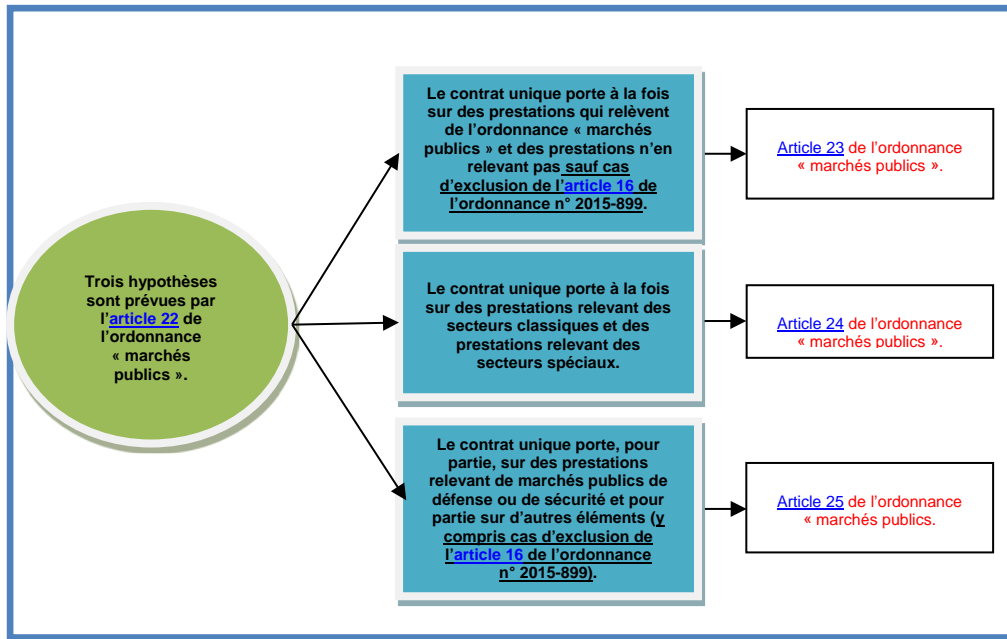 Trois hypothèses
sont prévues par
l'article 22 de
l'ordonnance
« marchés
publics ».
Le contrat unique porte à la fois
sur des prestations qui relèvent
de l'ordonnance « marchés
publics » et des prestations n'en
relevant pas sauf cas
d'exclusion de l'article 16 de
l'ordonnance n° 2015-899.
Article 23 de l'ordonnance
« marchés publics ».
Le contrat unique porte à la fois
sur des prestations relevant des
secteurs classiques et des
prestations relevant des
secteurs spéciaux.
Article 24 de l'ordonnance
« marchés publics ».
Le contrat unique porte, pour
partie, sur des prestations
relevant de marchés publics de
défense ou de sécurité et pour
partie sur d'autres éléments (y
compris cas d'exclusion de
l'article 16 de l'ordonnance
n° 2015-899).
Article 25 de l'ordonnance
« marchés publics.